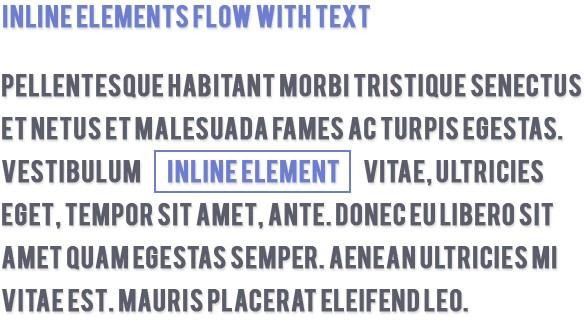 INLINE ELEMENTS FLOW WITH TEXT
PELLENTESQUE HABITANT MORBI TRISTIQUE SENECTUS
ET NETUS ET MALESUADA FAMES AC TURPIS EGESTAS.
VESTIBULUM INLINE ELEMENT VITAE, ULTRICIES
EGET, TEMPOR SIT AMET, ANTE. DONEC EU LIBERO SIT
AMET QUAM EGESTAS SEMPER. AENEAN ULTRICIES MI
VITAE EST. MAURIS PLACERAT ELEIFEND LEO.